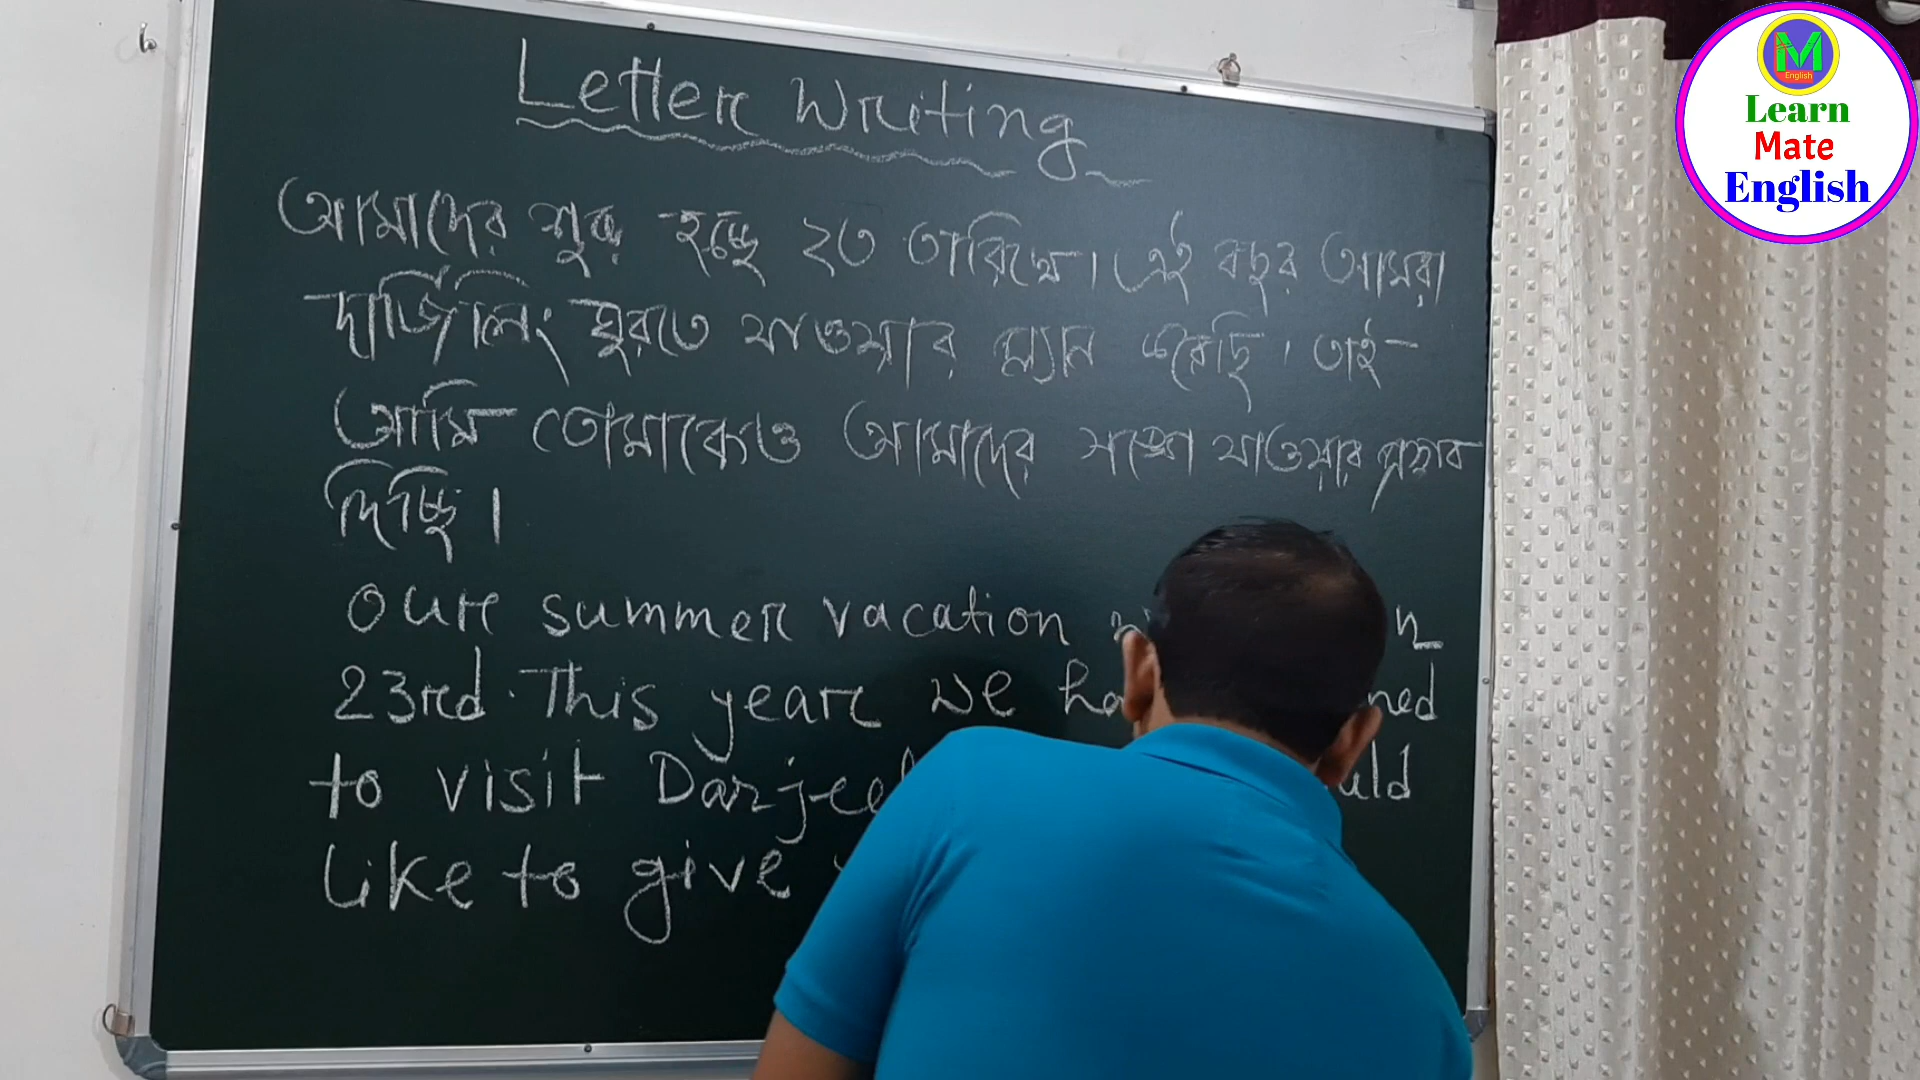 Letter Writing
আমাদের শুরু হচ্ছে ২৩ তারিখে। এই বছর আমরা
দার্জিলিং ঘুরতে যাওয়ার প্ল্যান করেছি। তাই
আমি তোমাকেও আমাদের সঙ্গে যাওয়ার প্রস্তাব
দিচ্ছি।
Our summer vacation
23rd. This year we
to visit
like to give
M
English
Learn
Mate
English